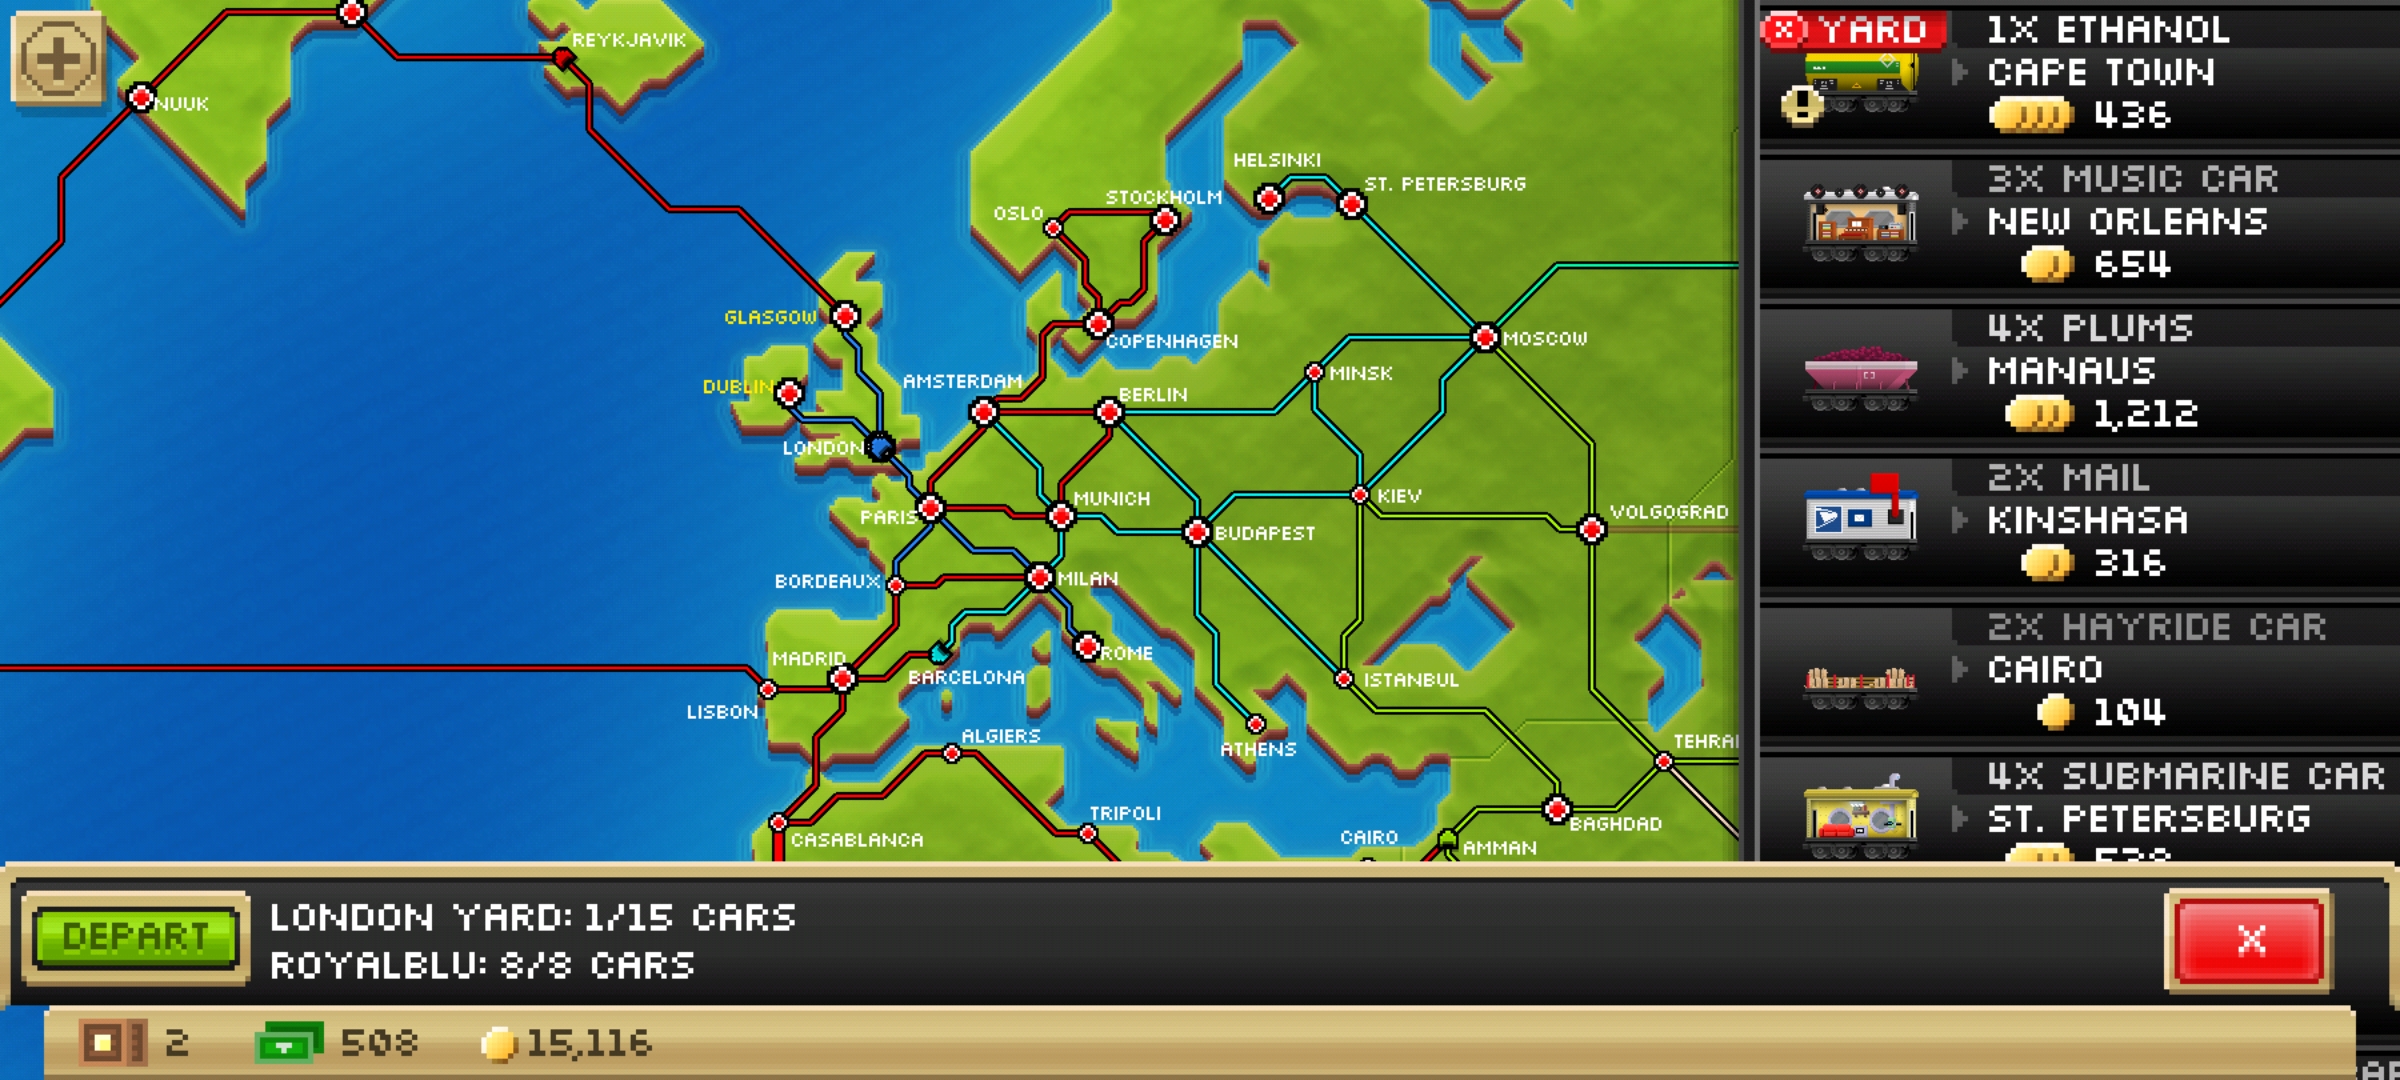 REYKJAVIK
NUUK
HELSINKI
ST. PETERSBURG
STOCKHOLM
OSLO
GLASGOW
COPENHAGEN
MOSCOW
AMSTERDAM
MINSK
DUBLIN
BERLIN
LONDON
MUNICH
KIEV
PARIS
VOLGOGRAD
BUDAPEST
BORDEAUX
MILAN
MADRID
ROME
BARCELONA
ISTANBUL
LISBON
ALGIERS
ATHENS
TEHRA
TRIPOLI
CASABLANCA
CAIRO
BAGHDAD
AMMAN
YARD
1X ETHANOL
CAPE TOWN
436
3X MUSIC CAR
NEW ORLEANS
654
4X PLUMS
MANAUS
1,212
2X MAIL
KINSHASA
316
2X HAYRIDE CAR
CAIRO
104
4X SUBMARINE CAR
ST. PETERSBURG
DEPART
LONDON YARD: 1/15 CARS
ROYALBLU: 8/8 CARS
X
2
508
15,116